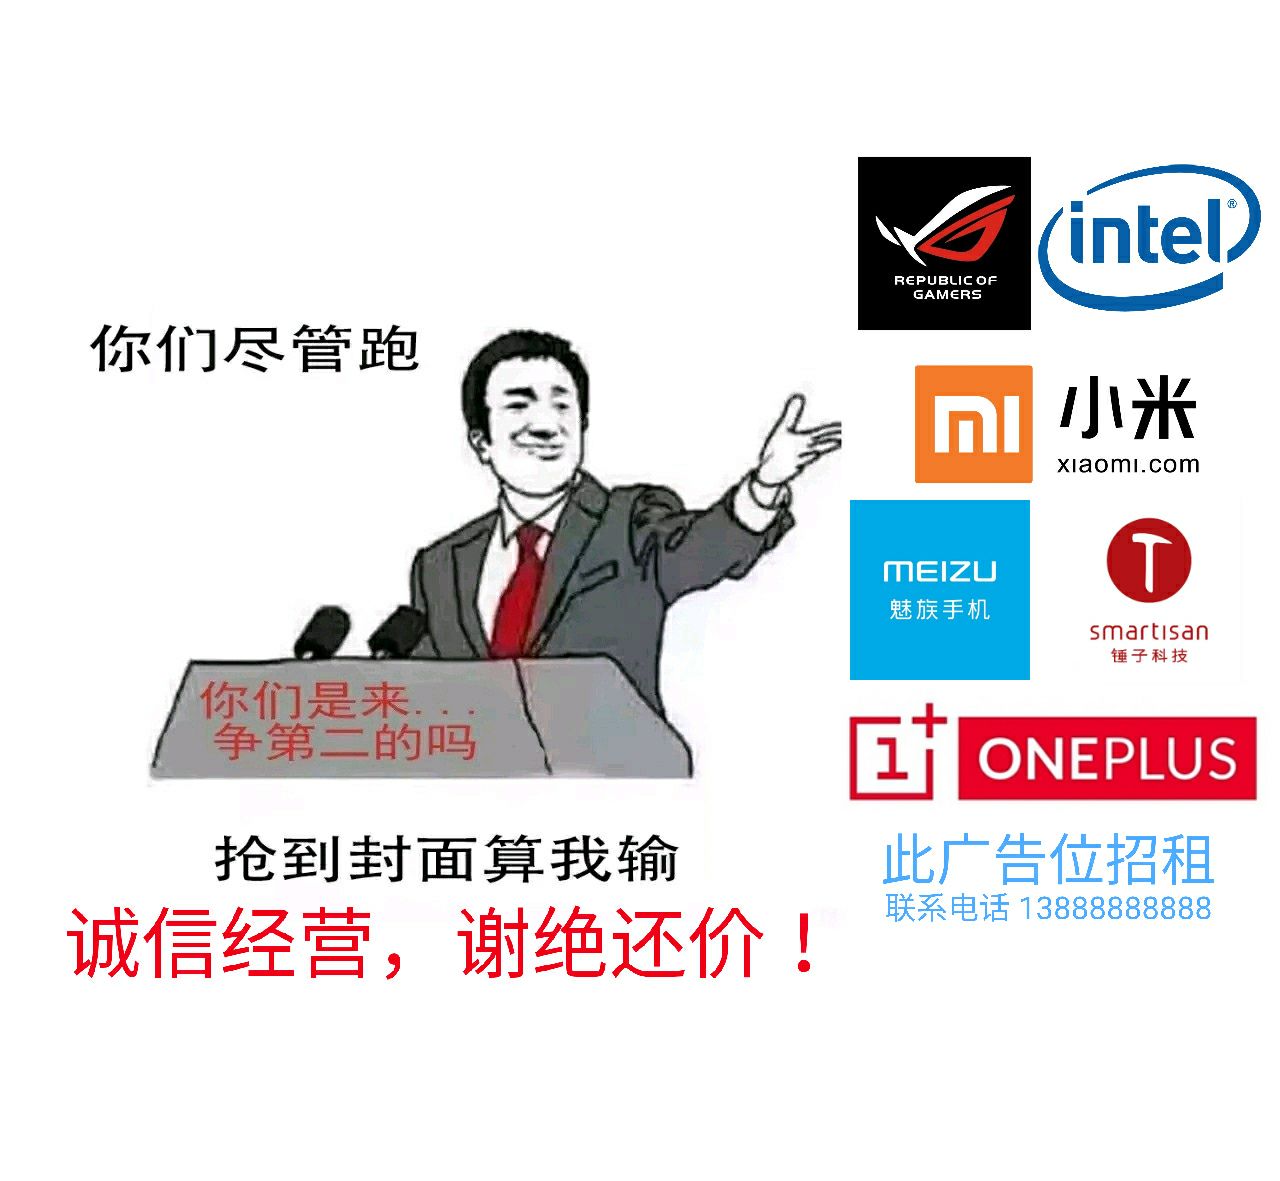 你们尽管跑
你们是来...
争第二的吗
抢到封面算我输
诚信经营，谢绝还价！
REPUBLIC OF
GAMERS
intel®
mi
小米
xiaomi.com
MEIZU
魅族手机
T
smartisan
锤子科技
1+
ONEPLUS
此广告位招租
联系电话 13888888888